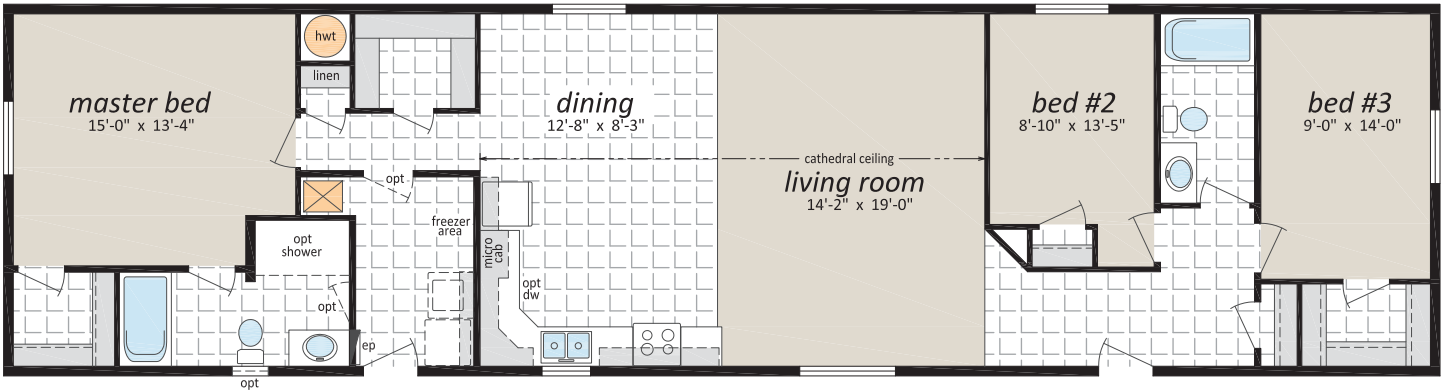 hwt
linen
master bed
15'-0" x 13'-4"
dining
12'-8" x 8'-3"
bed #2
8'-10" x 13'-5"
bed #3
9'-0" x 14'-0"
cathedral ceiling
living room
14'-2" x 19'-0"
opt
freezer
area
opt
shower
micro
cab
opt
dw
opt
ep
opt